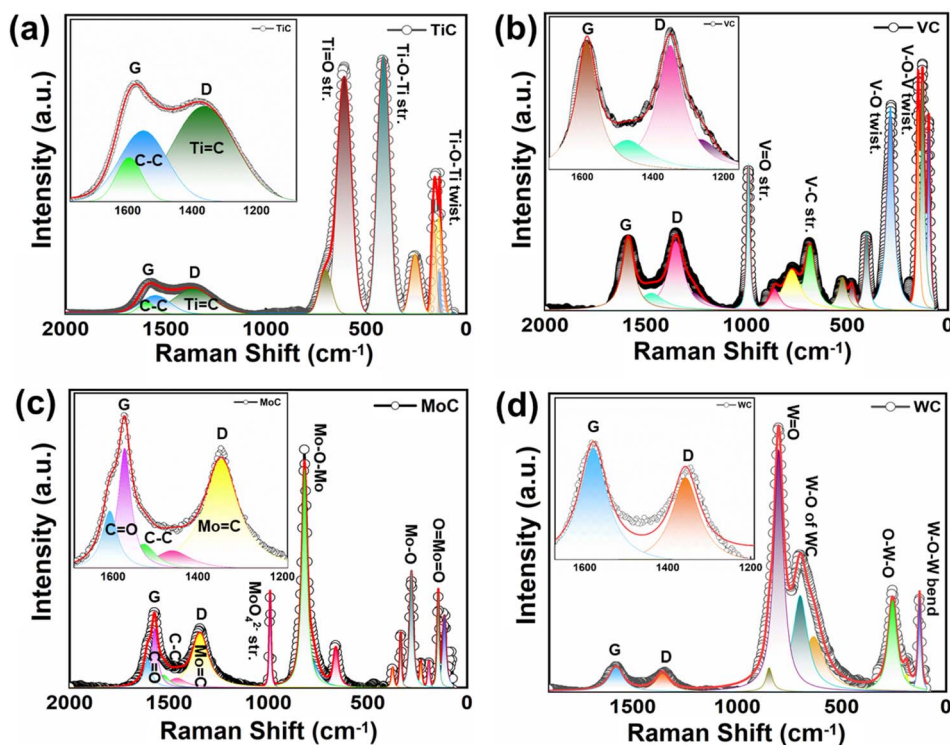 (a)
TiC
TiC
G
D
C-C
Ti=C
1600 1400 1200
Ti=O str.
Ti-O-Ti str.
Ti-O-Ti twist.
G
D
C-C
Ti=C
Intensity (a.u.)
2000 1500 1000 500 0
Raman Shift (cm⁻¹)
(b)
VC
VC
G
D
1600 1400 1200
V=O str.
V-C str.
V-O twist.
V-O-V twist.
G
D
Intensity (a.u.)
2000 1500 1000 500 0
Raman Shift (cm⁻¹)
(c)
MoC
MoC
G
D
C=O
C-C
Mo=C
1600 1400 1200
MoO₄²⁻ str.
Mo-O-Mo
Mo-O
O=Mo=O
G
D
C-C
C=O
Mo=C
Intensity (a.u.)
2000 1500 1000 500 0
Raman Shift (cm⁻¹)
(d)
WC
WC
G
D
1600 1400 1200
W=O
W-O of WC
O-W-O
W-O-W bend
G
D
Intensity (a.u.)
1500 1000 500 0
Raman Shift (cm⁻¹)